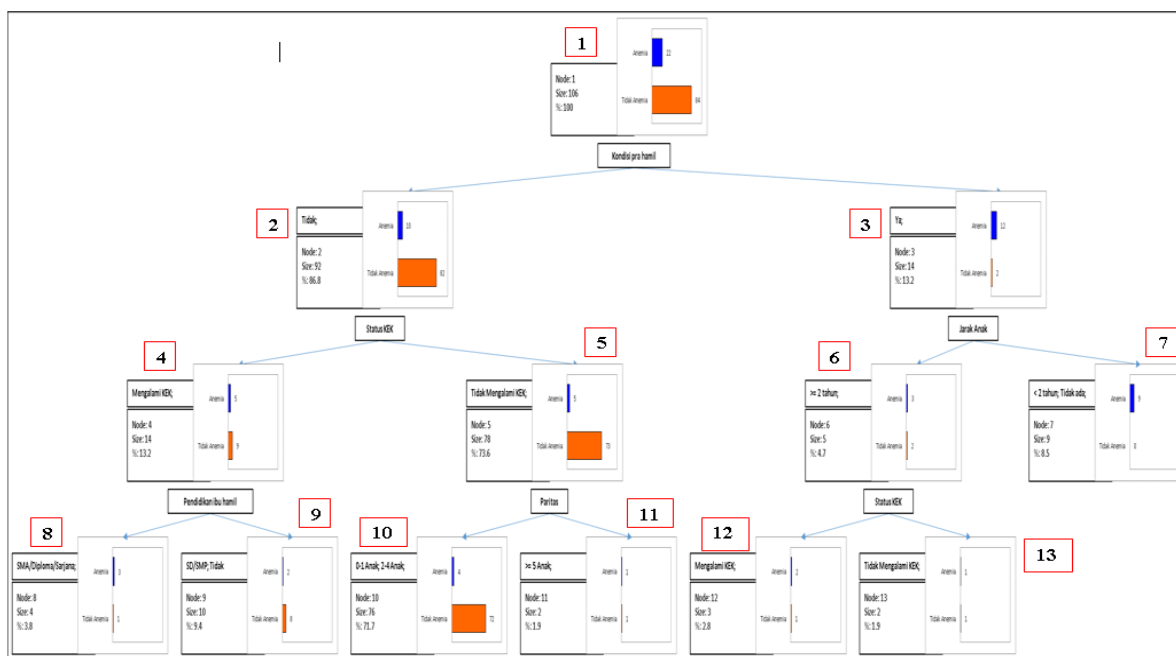 1
Anemia 22
Node: 1
Size: 106
%: 100
Tidak Anemia 84
Kondisi pra hamil
2
Tidak;
Anemia 10
Node: 2
Size: 92
%: 86.8
Tidak Anemia 82
3
Ya;
Anemia 12
Node: 3
Size: 14
%: 13.2
Tidak Anemia 2
Status KEK
Jarak Anak
4
Mengalami KEK;
Anemia 5
Node: 4
Size: 14
%: 13.2
Tidak Anemia 9
5
Tidak Mengalami KEK;
Anemia 5
Node: 5
Size: 78
%: 73.6
Tidak Anemia 73
6
>= 2 tahun;
Anemia 3
Node: 6
Size: 5
%: 4.7
Tidak Anemia 2
7
< 2 tahun; Tidak ada;
Anemia 9
Node: 7
Size: 9
%: 8.5
Tidak Anemia 0
Pendidikan ibu hamil
Paritas
Status KEK
8
SMA/Diploma/Sarjana;
Anemia 3
Node: 8
Size: 4
%: 3.8
Tidak Anemia 1
9
SD/SMP; Tidak
Anemia 2
Node: 9
Size: 10
%: 9.4
Tidak Anemia 8
10
0-1 Anak; 2-4 Anak;
Anemia 4
Node: 10
Size: 76
%: 71.7
Tidak Anemia 72
11
>= 5 Anak;
Anemia 1
Node: 11
Size: 2
%: 1.9
Tidak Anemia 1
12
Mengalami KEK;
Anemia 2
Node: 12
Size: 3
%: 2.8
Tidak Anemia 1
13
Tidak Mengalami KEK;
Anemia 1
Node: 13
Size: 2
%: 1.9
Tidak Anemia 1